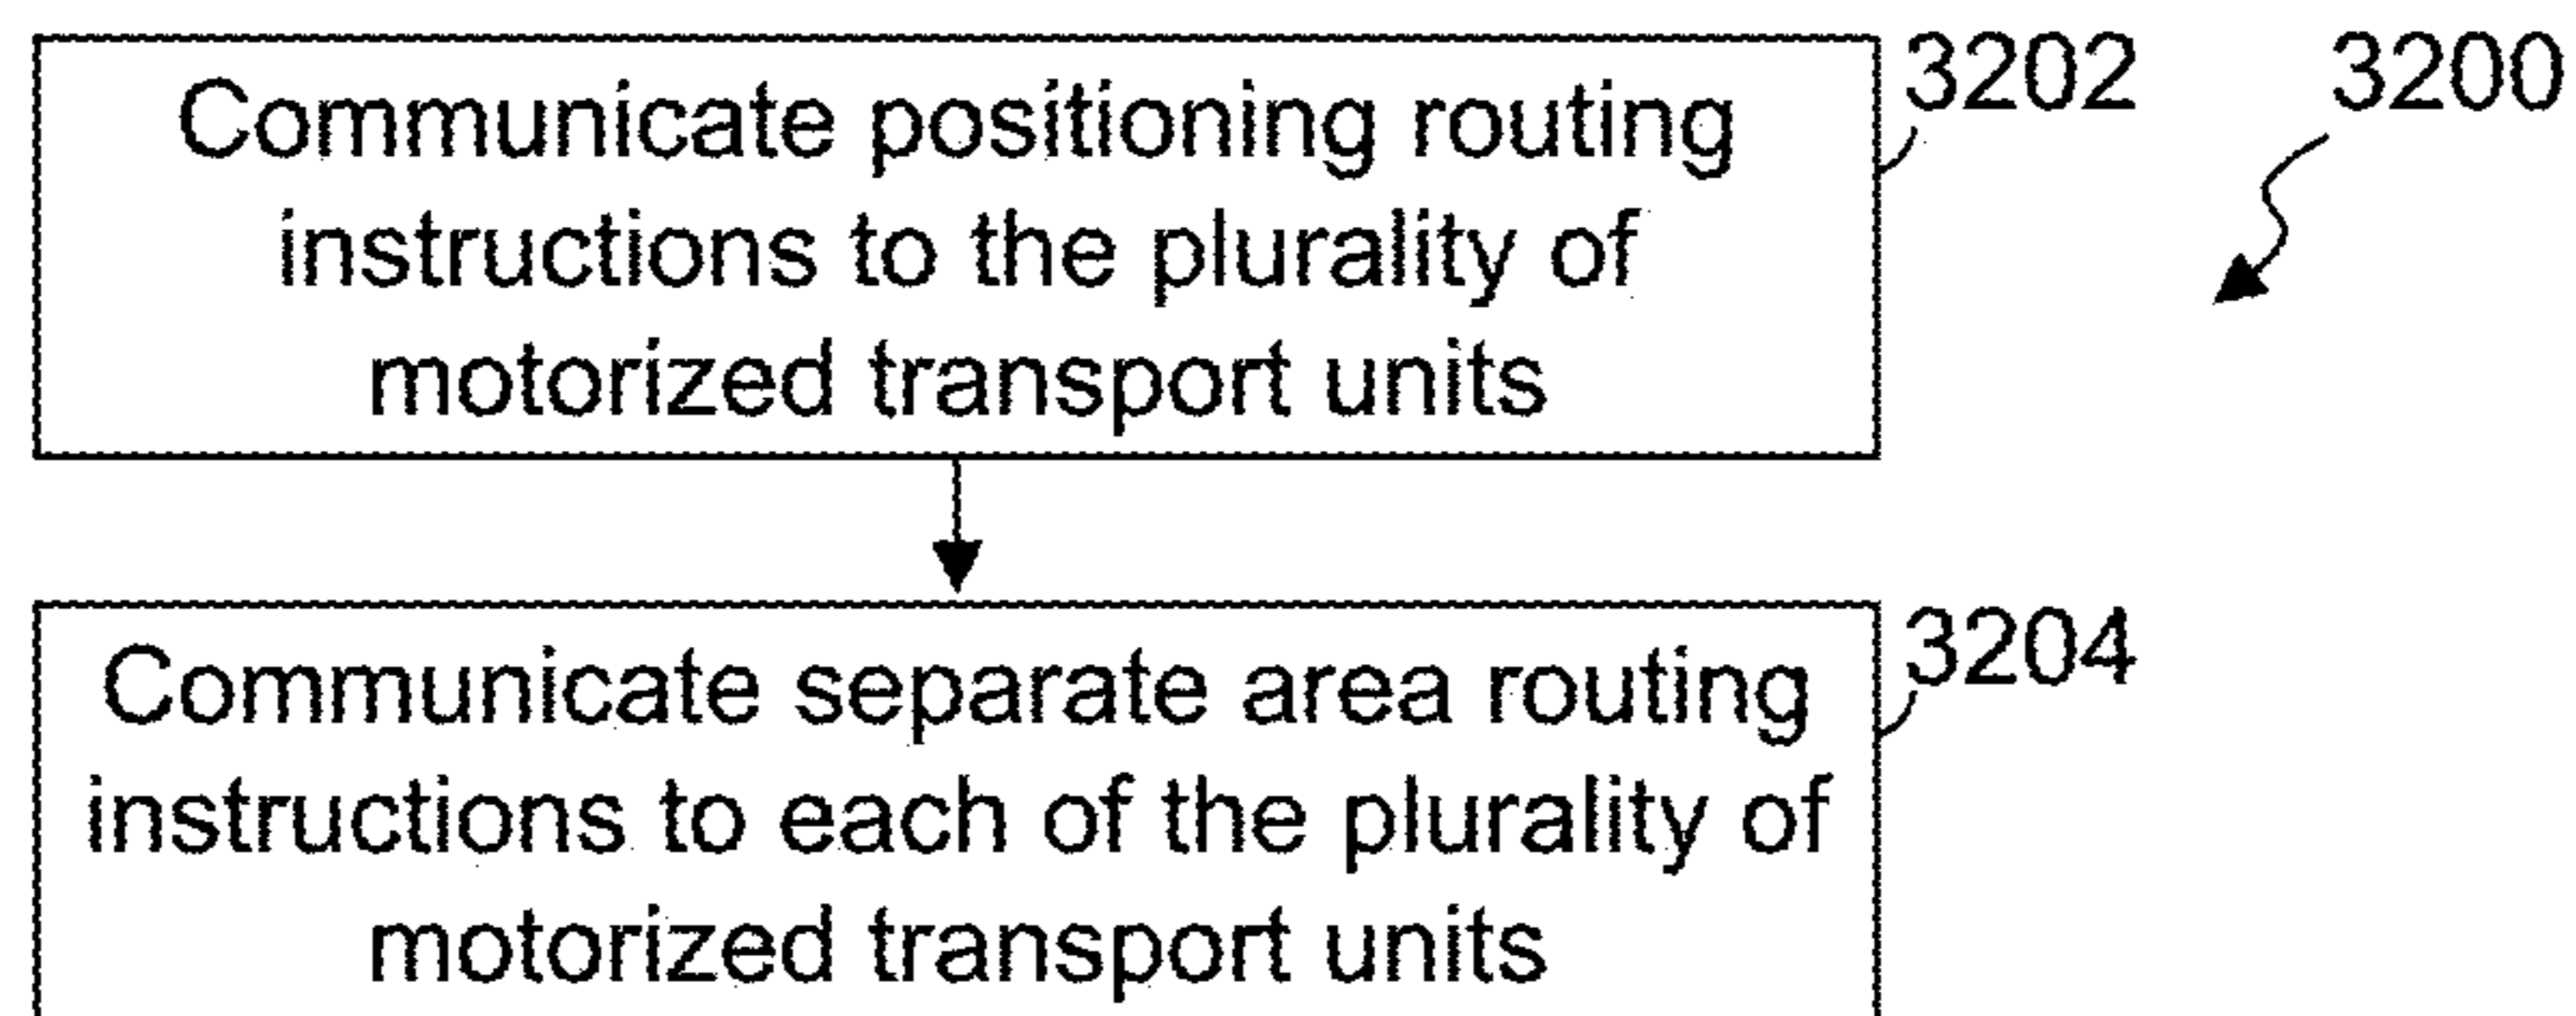 Communicate positioning routing
instructions to the plurality of
motorized transport units
3202
3200
Communicate separate area routing
instructions to each of the plurality of
motorized transport units
3204